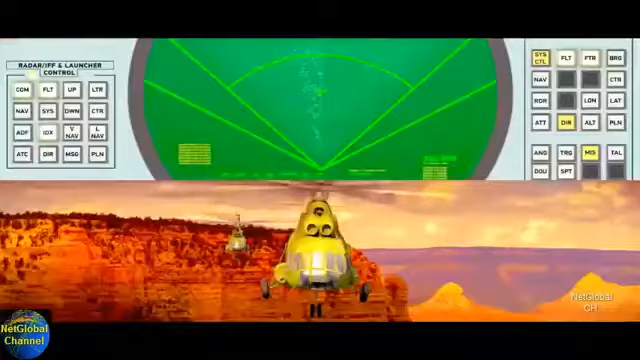 RADAR/IFF & LAUNCHER
CONTROL
COM FLT UP LTR
NAV SYS DWN CTR
ADF IDX V NAV L NAV
ATC DIR MSG PLN
SYS CTL FLT FTR BRG
NAV CTR
RDR LON LAT
ATT DIR ALT PLN
ANG TRG MIS TAL
DOU SPT
NetGlobal
CH.
NetGlobal
Channel